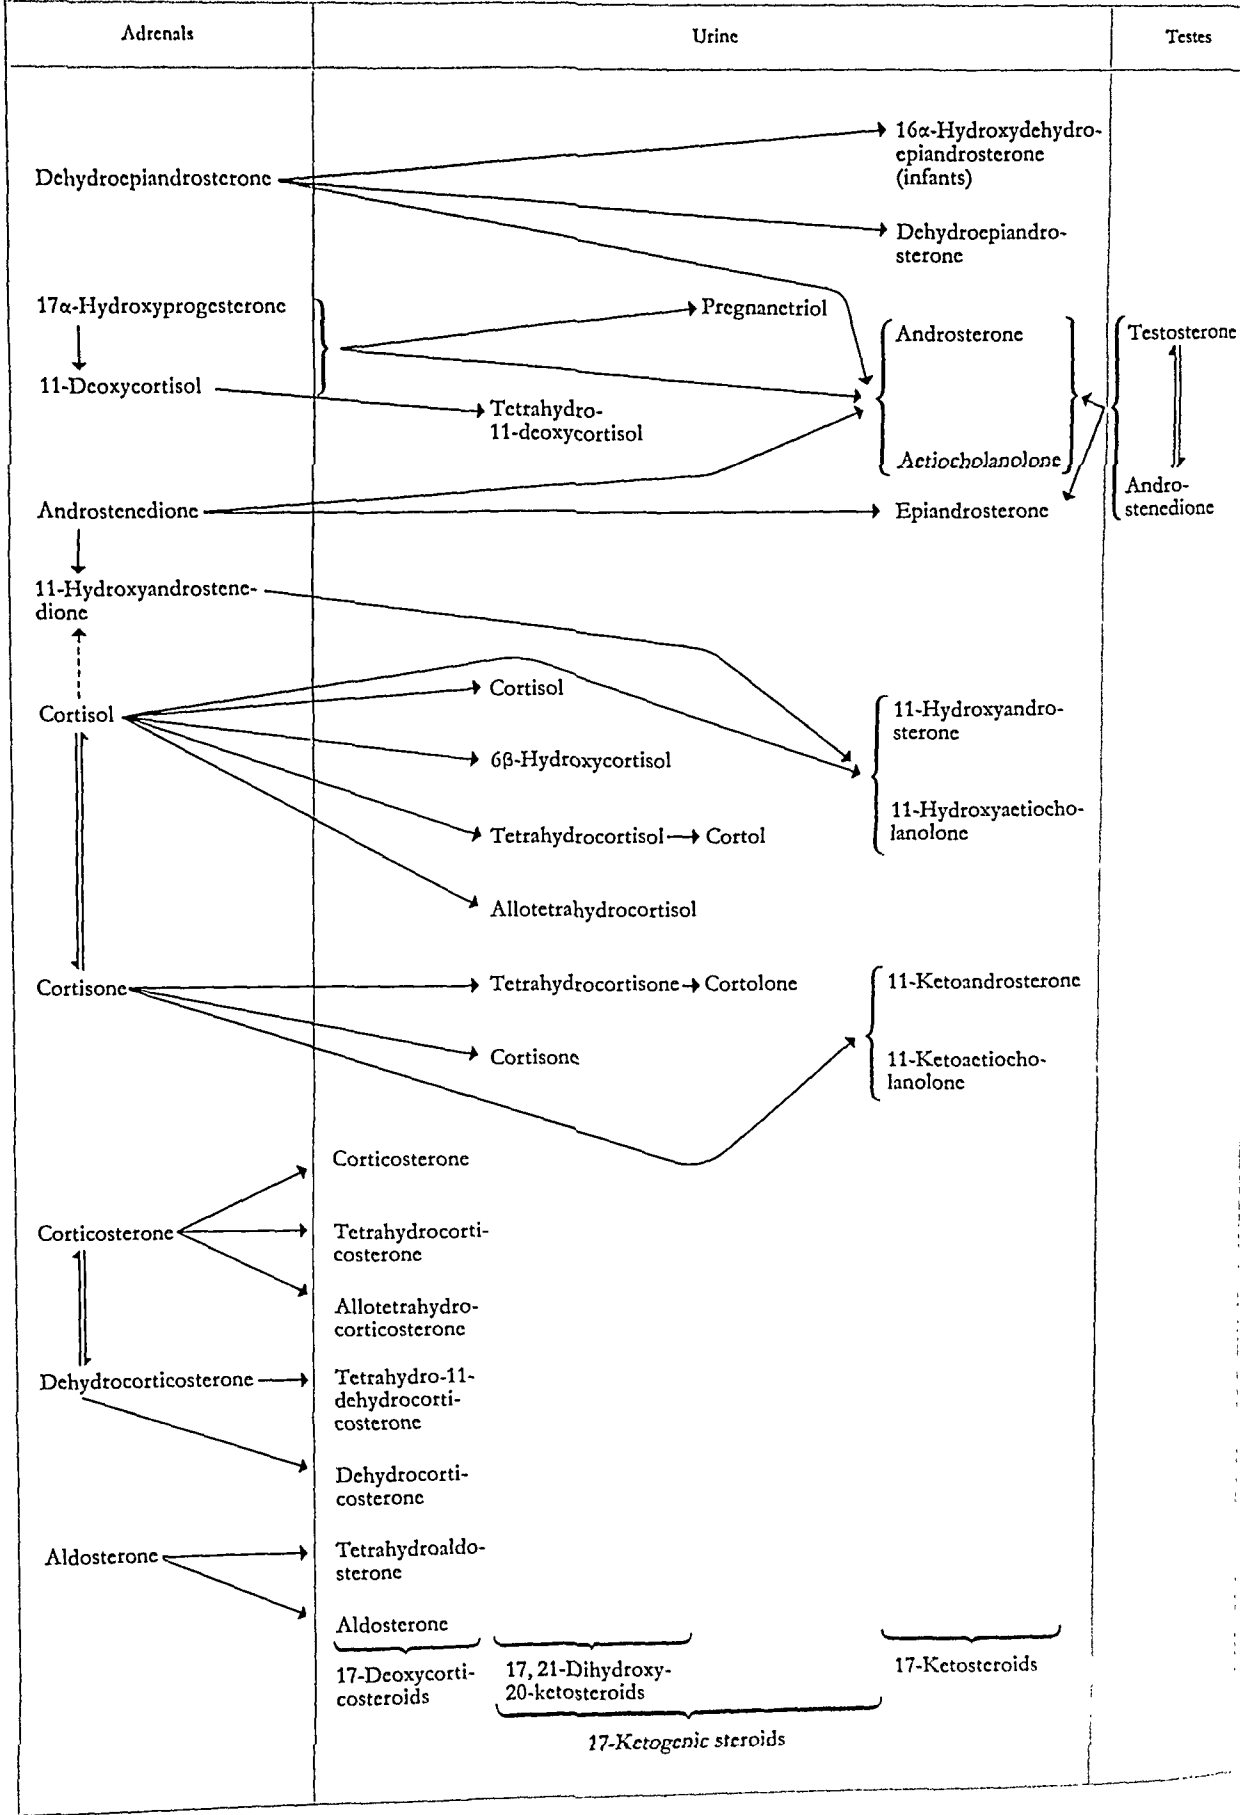 Adrenals
Urine
Testes
16α-Hydroxydehydro-
epiandrosterone
(infants)
Dehydroepiandrosterone
Dehydroepiandro-
sterone
17α-Hydroxyprogesterone
Pregnanetriol
Androsterone
Testosterone
11-Deoxycortisol
Tetrahydro-
11-deoxycortisol
Aetiocholanolone
Andro-
stenedione
Androstenedione
Epiandrosterone
11-Hydroxyandrostene-
dione
Cortisol
Cortisol
11-Hydroxyandro-
sterone
6β-Hydroxycortisol
11-Hydroxyaetiocho-
lanolone
Tetrahydrocortisol
Cortol
Allotetrahydrocortisol
Cortisone
Tetrahydrocortisone
Cortolone
11-Ketoandrosterone
Cortisone
11-Ketoaetiocho-
lanolone
Corticosterone
Corticosterone
Tetrahydrocorti-
costerone
Allotetrahydro-
corticosterone
Dehydrocorticosterone
Tetrahydro-11-
dehydrocorti-
costerone
Dehydrocorti-
costerone
Aldosterone
Tetrahydroaldo-
sterone
Aldosterone
17-Deoxycorti-
costeroids
17, 21-Dihydroxy-
20-ketosteroids
17-Ketosteroids
17-Ketogenic steroids